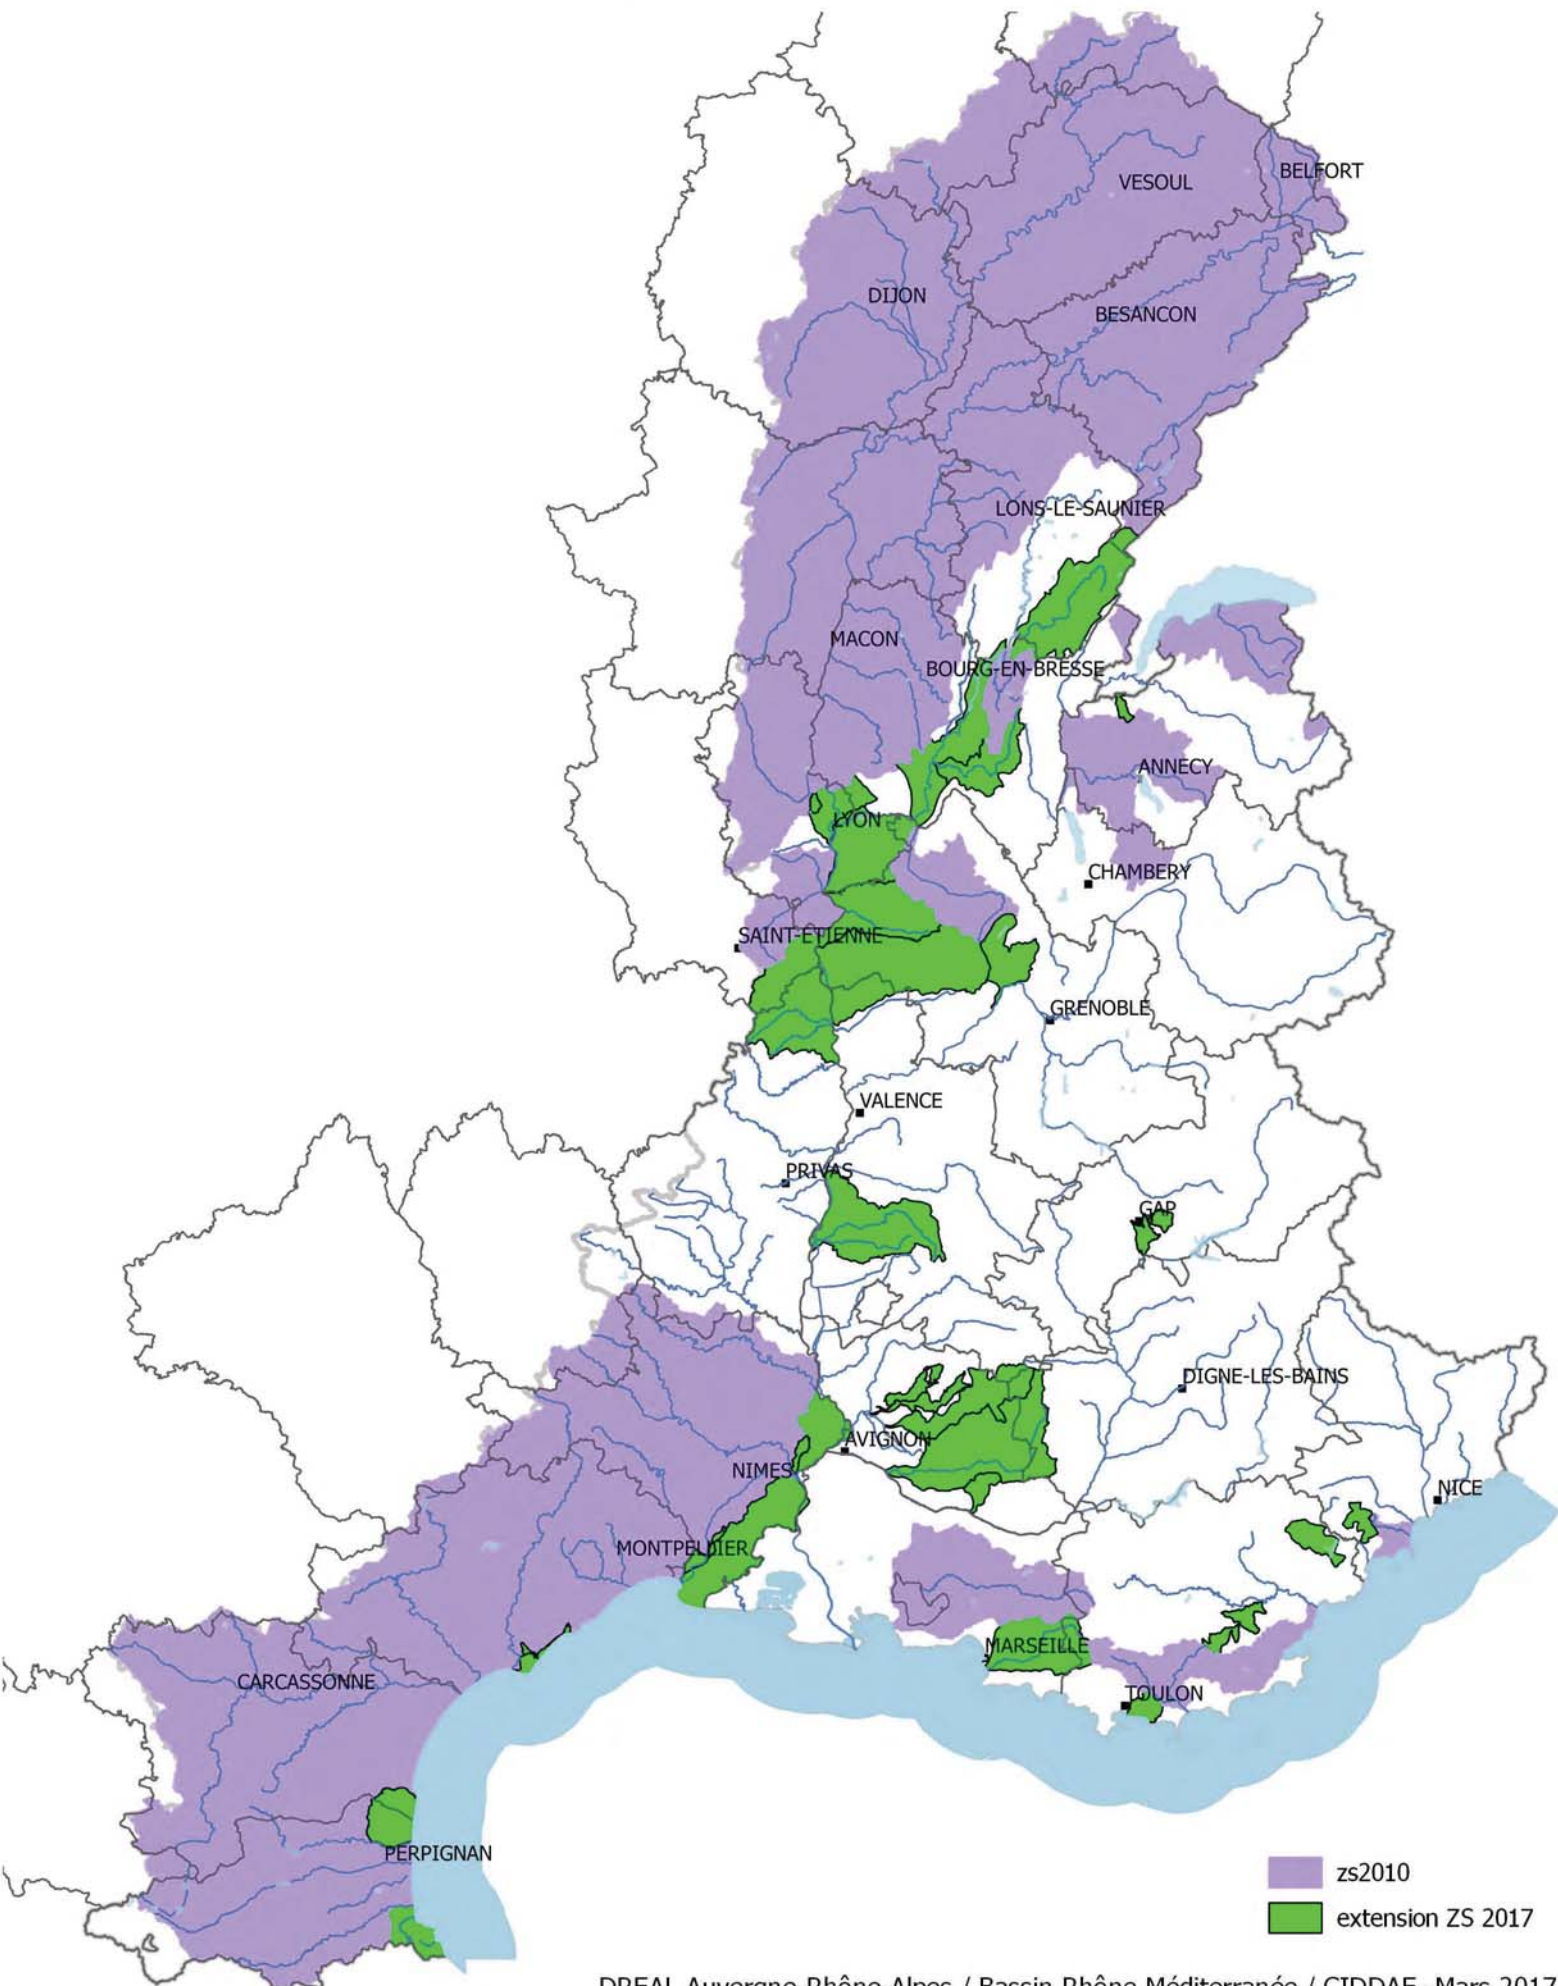 BELFORT
VESOUL
DIJON
BESANCON
LONS-LE-SAUNIER
MACON
BOURG-EN-BRESSE
ANNECY
LYON
CHAMBERY
SAINT-ETIENNE
GRENOBLE
VALENCE
PRIVAS
GAP
DIGNE-LES-BAINS
AVIGNON
NIMES
NICE
MONTPELLIER
MARSEILLE
CARCASSONNE
TOULON
PERPIGNAN
zs2010
extension ZS 2017
DREAL Auvergne-Rhône-Alpes / Bassin Rhône-Méditerranée / CIDDAE- Mars 2017